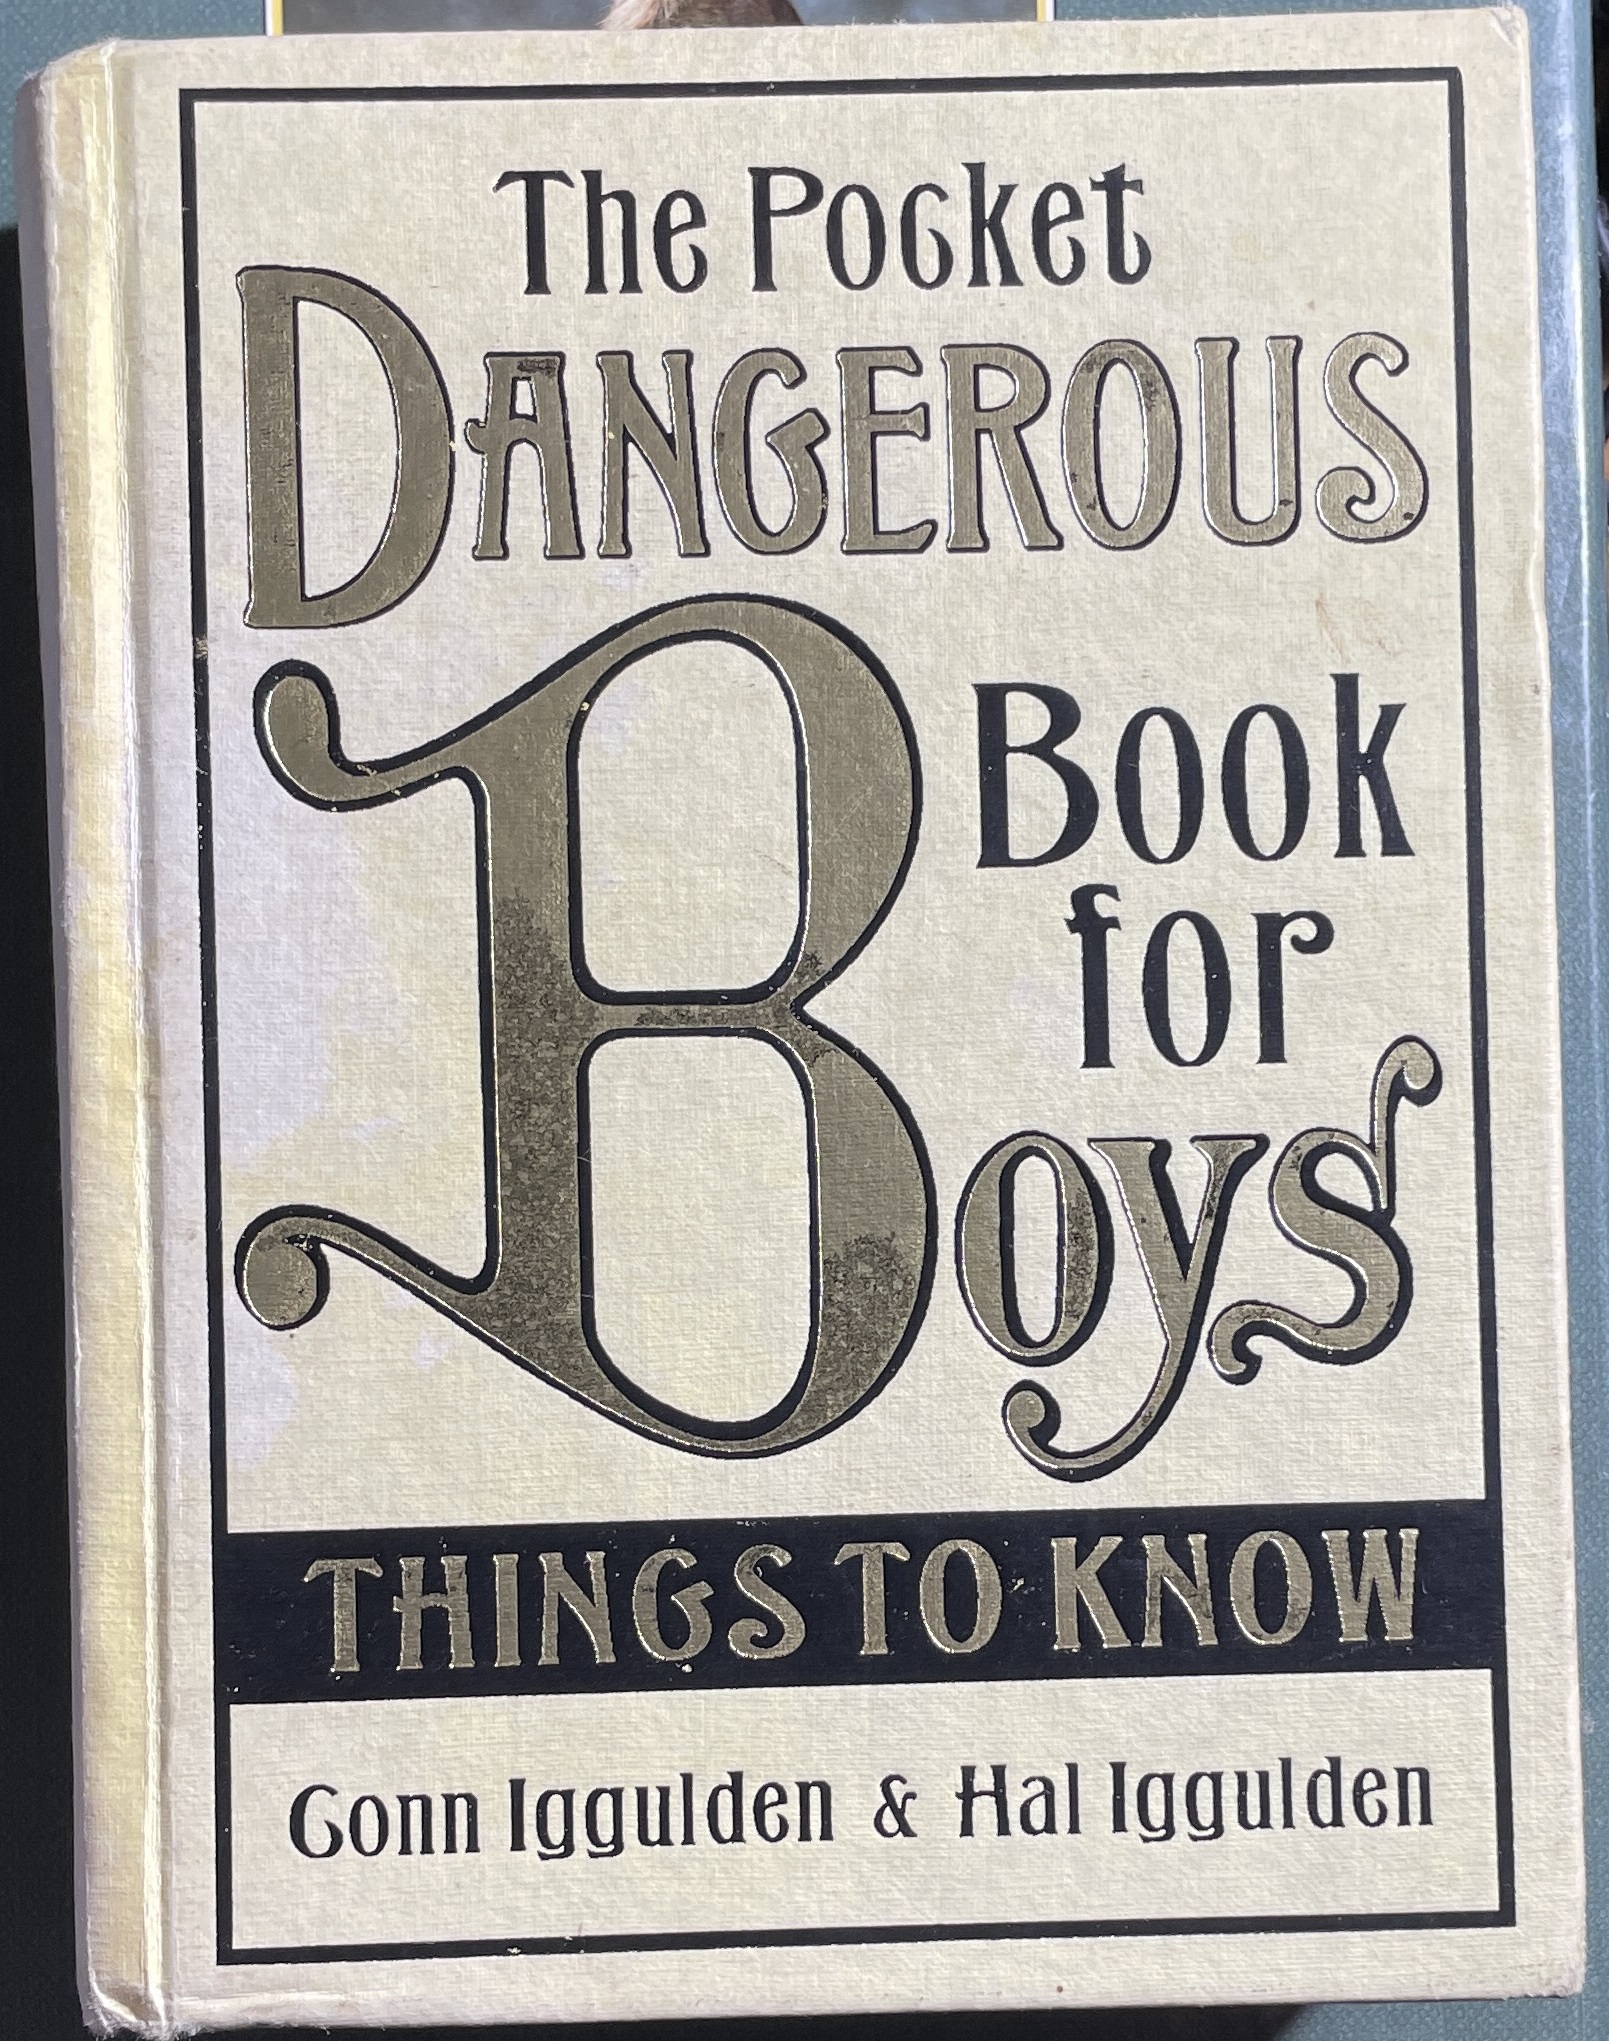 The Pocket
DANGEROUS
Book
for
Boys
THINGS TO KNOW
Conn Iggulden & Hal Iggulden